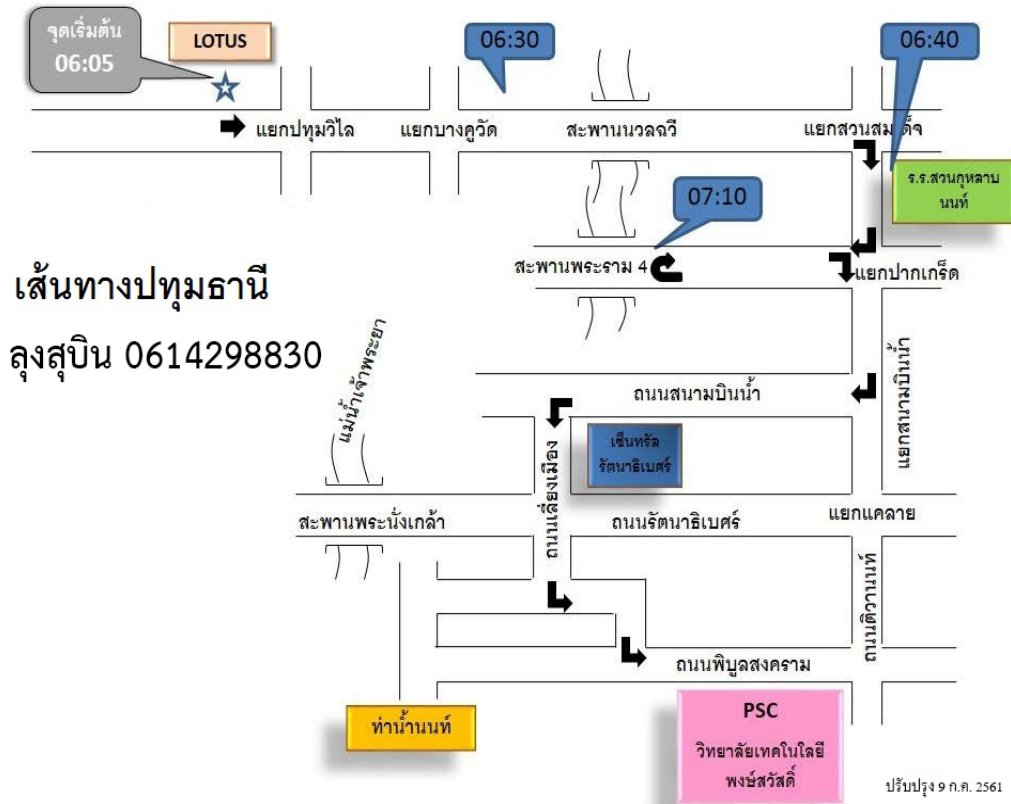 จุดเริ่มต้น
06:05
LOTUS
06:30
06:40
แยกปทุมวิไล
แยกบางคูวัด
สะพานนวลฉวี
แยกสวนสมเด็จ
ร.ร.สวนกุหลาบ
นนท์
07:10
สะพานพระราม 4
แยกปากเกร็ด
เส้นทางปทุมธานี
ลุงสุบิน 0614298830
แม่น้ำเจ้าพระยา
ถนนสนามบินน้ำ
แยกสนามบินน้ำ
เซ็นทรัล
รัตนาธิเบศร์
ถนนเลี่ยงเมือง
สะพานพระนั่งเกล้า
ถนนรัตนาธิเบศร์
แยกแคลาย
ถนนติวานนท์
ถนนพิบูลสงคราม
ท่าน้ำนนท์
PSC
วิทยาลัยเทคโนโลยี
พงษ์สวัสดิ์
ปรับปรุง 9 ก.ค. 2561